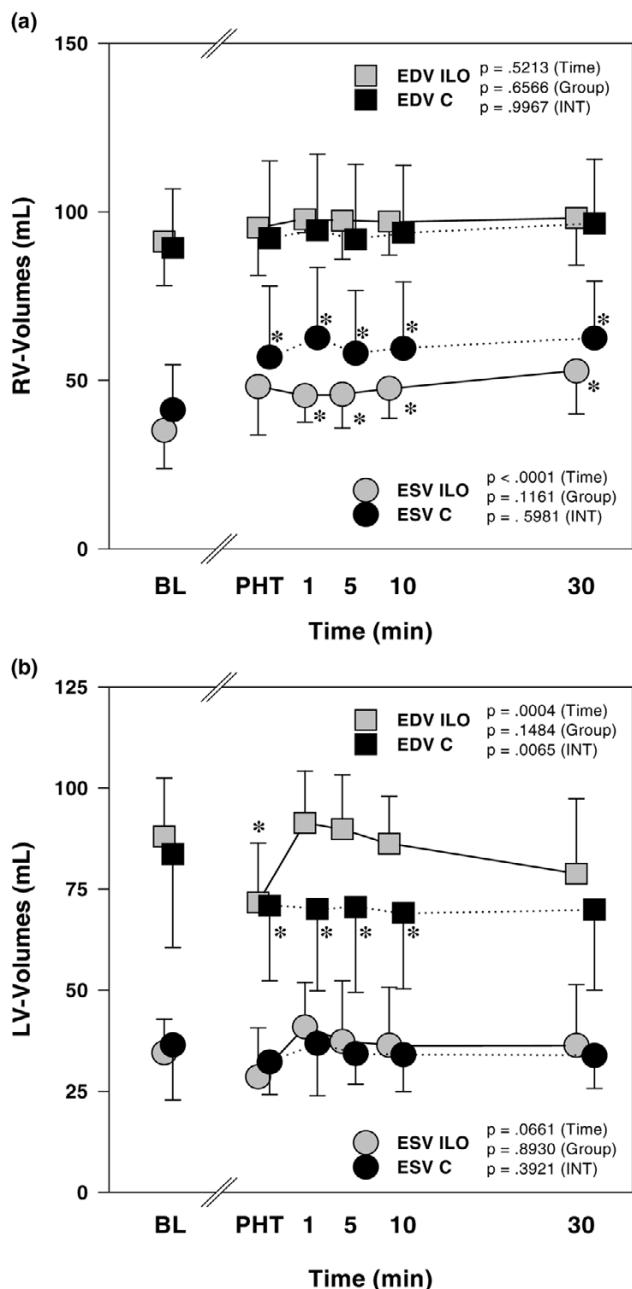 (a)
150
EDV ILO
EDV C
p = .5213 (Time)
p = .6566 (Group)
p = .9967 (INT)
100
RV-Volumes (mL)
* * * * *
50
* * * *
ESV ILO
ESV C
p < .0001 (Time)
p = .1161 (Group)
p = . 5981 (INT)
0
BL PHT 1 5 10 30
Time (min)
(b)
125
EDV ILO
EDV C
p = .0004 (Time)
p = .1484 (Group)
p = .0065 (INT)
100
*
75
LV-Volumes (mL)
* * * *
50
25
ESV ILO
ESV C
p = .0661 (Time)
p = .8930 (Group)
p = .3921 (INT)
0
BL PHT 1 5 10 30
Time (min)